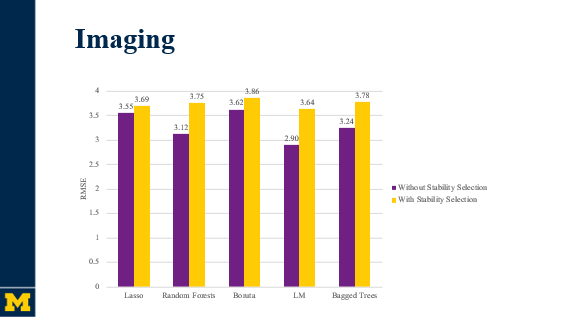 Imaging
4
3.5
3
2.5
2
1.5
1
0.5
0
RMSE
3.55 3.69
3.12 3.75
3.62 3.86
2.90 3.64
3.24 3.78
Lasso Random Forests Boruta LM Bagged Trees
Without Stability Selection
With Stability Selection
M